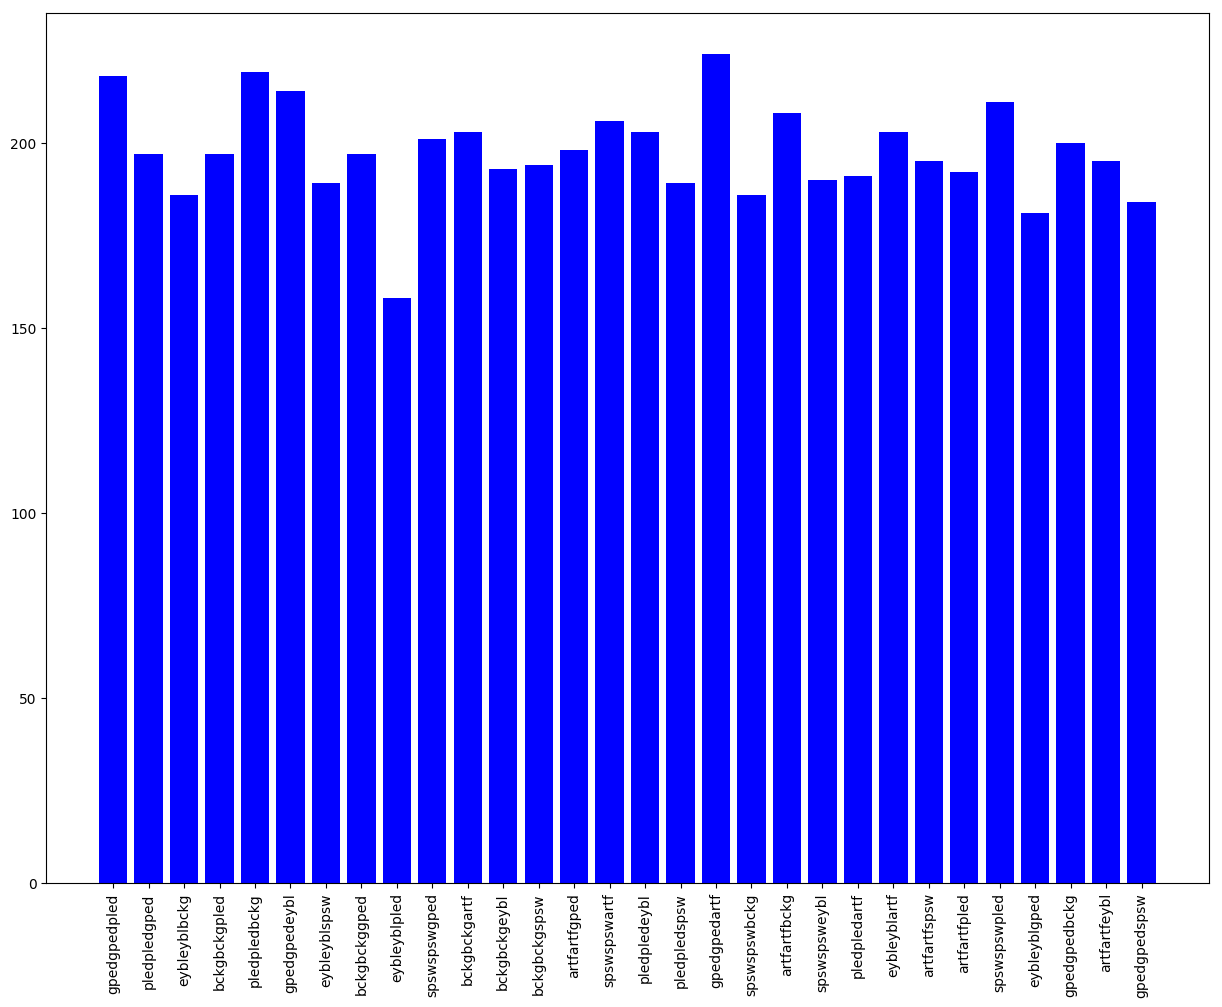 200
150
100
50
0
gpedgpedpled
pledpledgped
eybleyblbckg
bckgbckgpled
pledpledbckg
gpedgpedeybl
eybleyblspsw
bckgbckggped
eybleyblpled
spswspswgped
bckgbckgartf
bckgbckgeybl
bckgbckgspsw
artfartfgped
spswspswartf
pledpledeybl
pledpledspsw
gpedgpedartf
spswspswbckg
artfartfbckg
spswspsweybl
pledpledartf
eybleyblartf
artfartfspsw
artfartfpled
spswspswpled
eybleyblgped
gpedgpedbckg
artfartfeybl
gpedgpedspsw